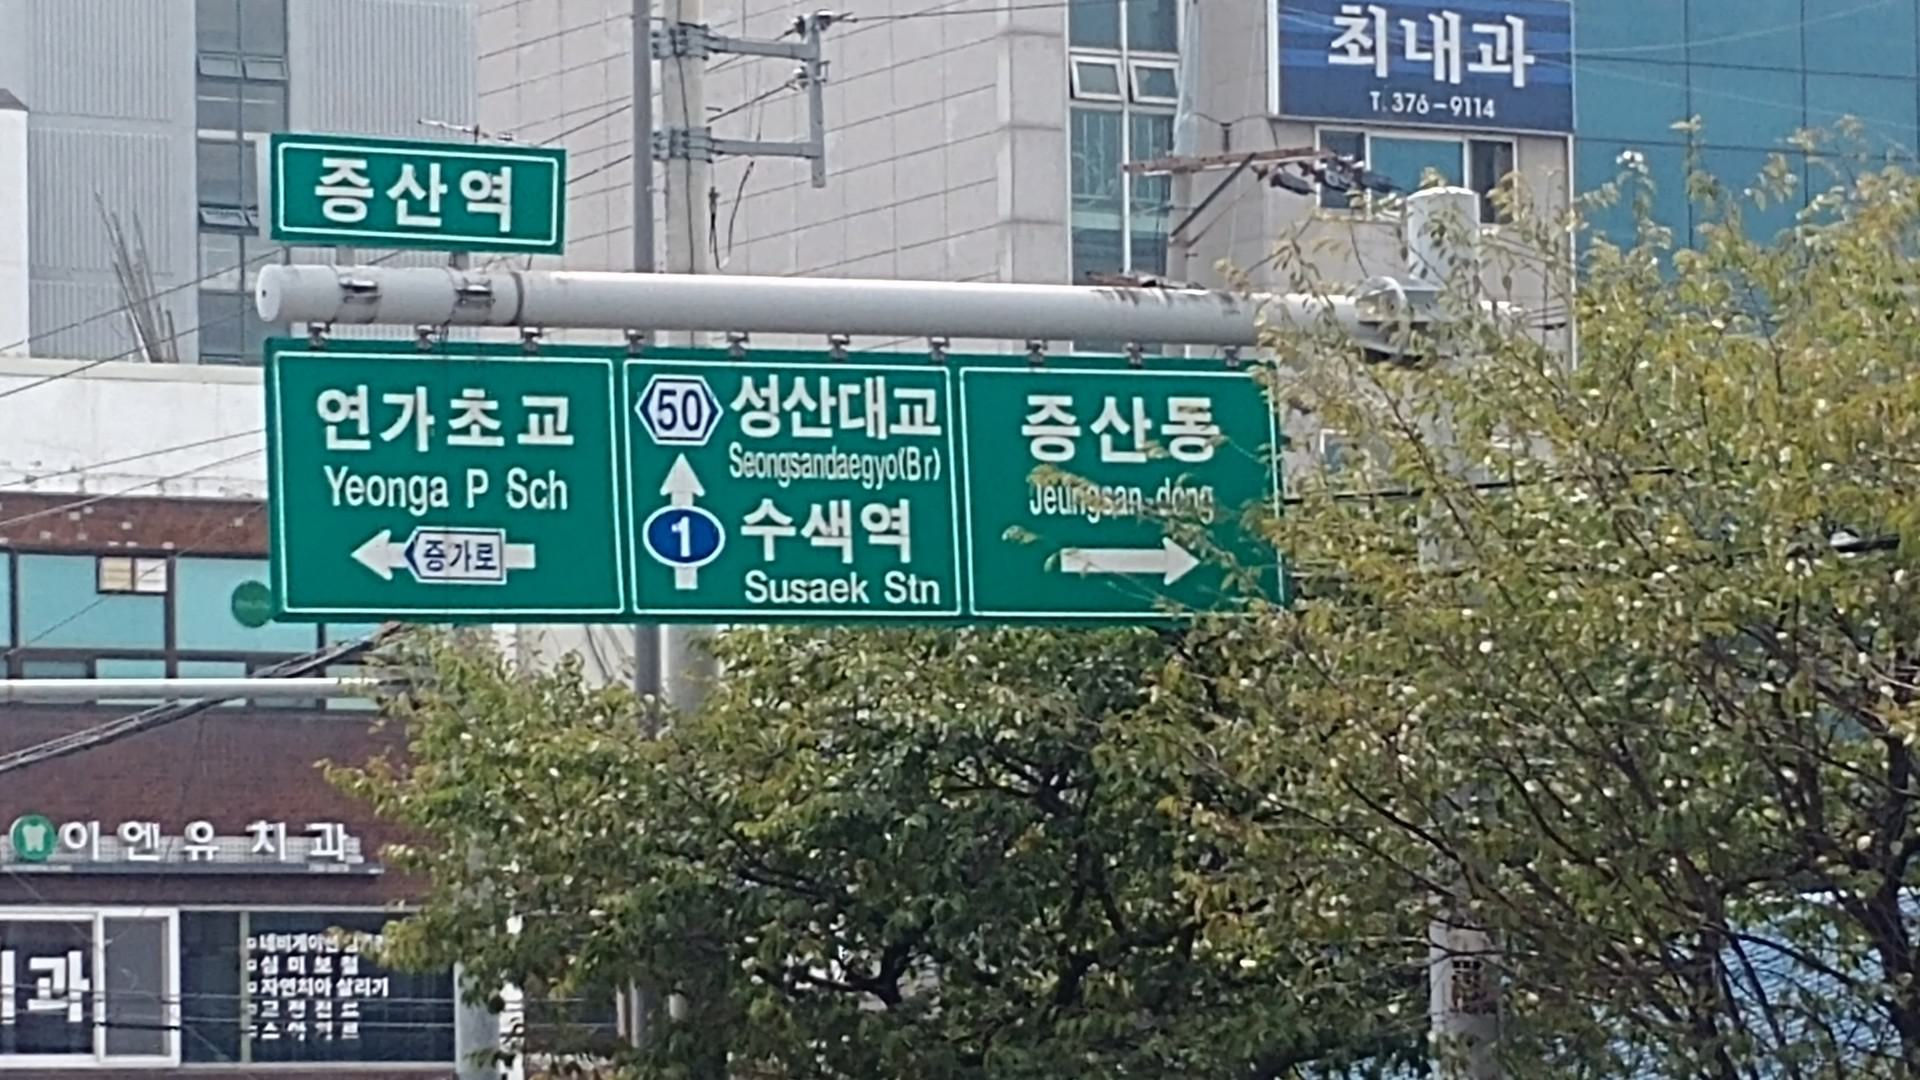 최내과
T. 376-9114
증산역
연가초교
Yeonga P Sch
증가로
50 성산대교
Seongsandaegyo(Br)
1 수색역
Susaek Stn
증산동
Jeungsan-dong
이엔유치과
과
네비게이션
심미보철
자연치아 살리기